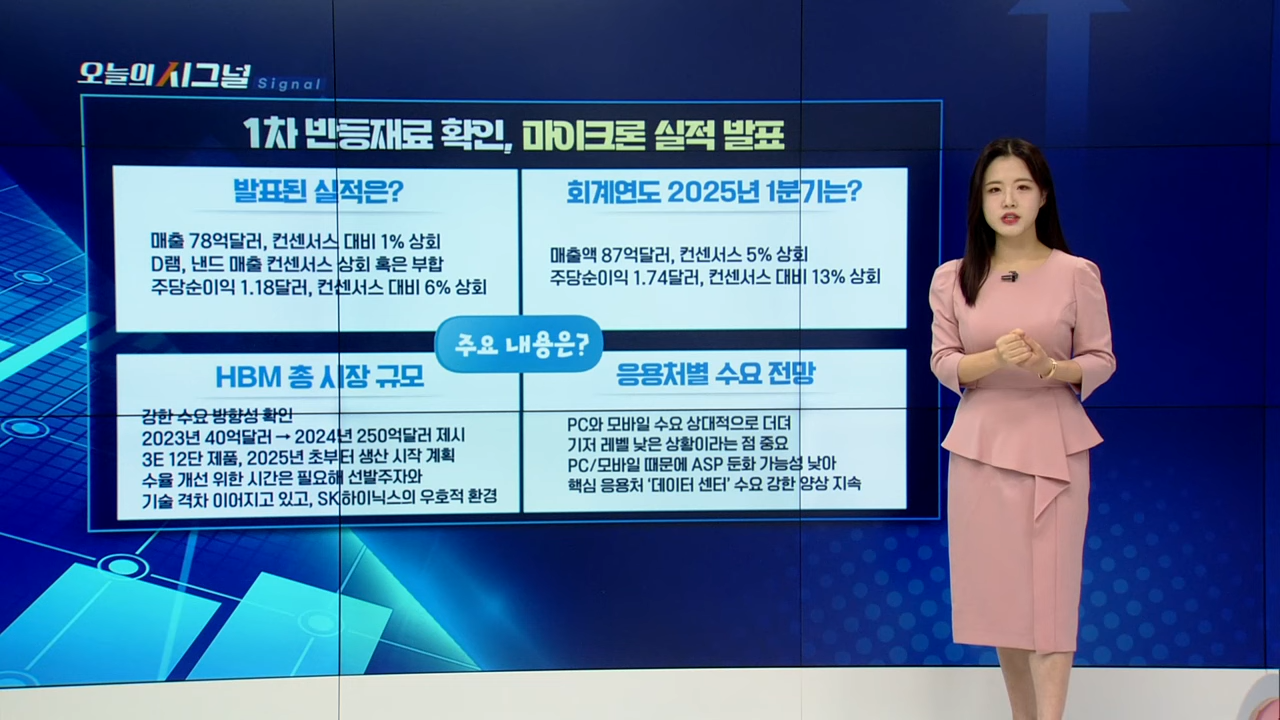 오늘의 시그널 Signal
1차 반등재료 확인, 마이크론 실적 발표
발표된 실적은?
매출 78억달러, 컨센서스 대비 1% 상회
D램, 낸드 매출 컨센서스 상회 혹은 부합
주당순이익 1.18달러, 컨센서스 대비 6% 상회
회계연도 2025년 1분기는?
매출액 87억달러, 컨센서스 5% 상회
주당순이익 1.74달러, 컨센서스 대비 13% 상회
주요 내용은?
HBM 총 시장 규모
강한 수요 방향성 확인
2023년 40억달러 → 2024년 250억달러 제시
3E 12단 제품, 2025년 초부터 생산 시작 계획
수율 개선 위한 시간은 필요해 선발주자와
기술 격차 이어지고 있고, SK하이닉스의 우호적 환경
응용처별 수요 전망
PC와 모바일 수요 상대적으로 더뎌
기저 레벨 낮은 상황이라는 점 중요
PC/모바일 때문에 ASP 둔화 가능성 낮아
핵심 응용처 '데이터 센터' 수요 강한 양상 지속